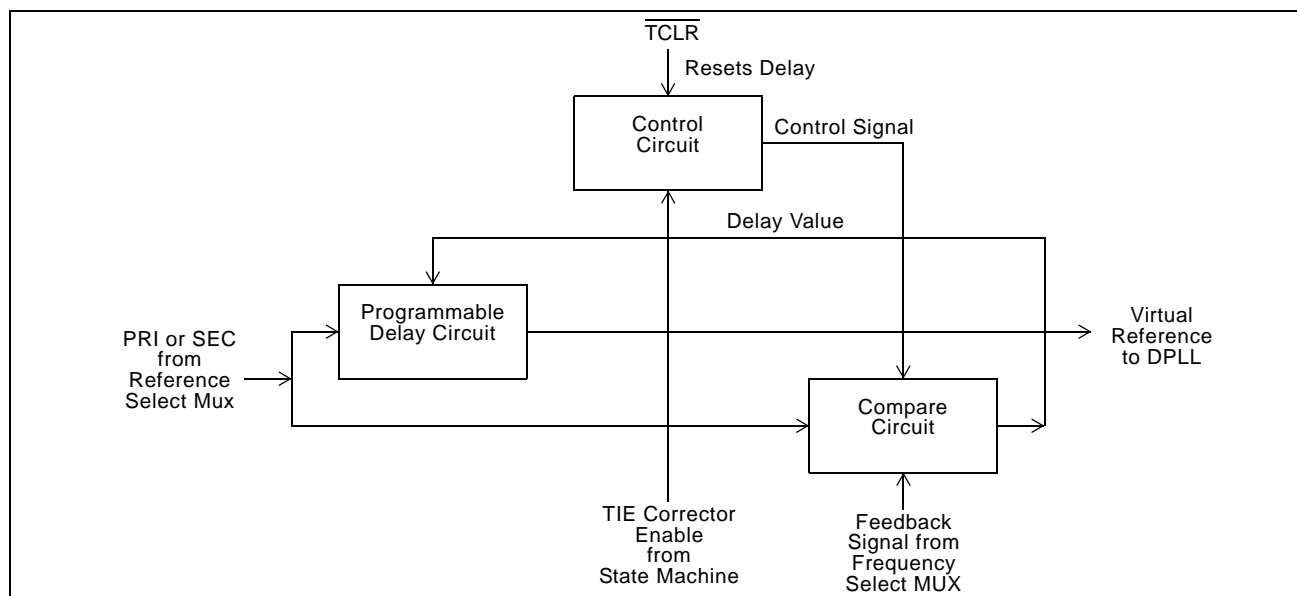 TCLR
Resets Delay
Control
Circuit
Control Signal
Delay Value
Programmable
Delay Circuit
PRI or SEC
from
Reference
Select Mux
Virtual
Reference
to DPLL
Compare
Circuit
TIE Corrector
Enable
from
State Machine
Feedback
Signal from
Frequency
Select MUX